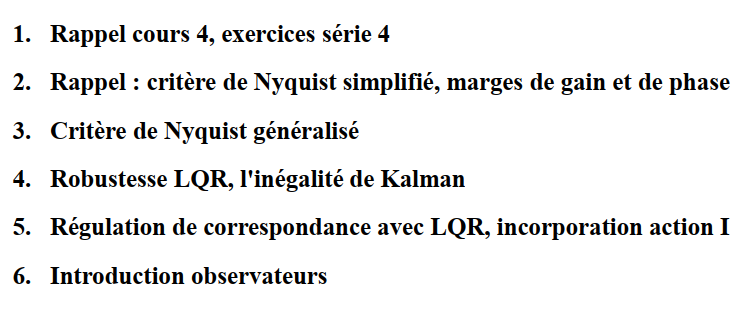 1. Rappel cours 4, exercices série 4
2. Rappel : critère de Nyquist simplifié, marges de gain et de phase
3. Critère de Nyquist généralisé
4. Robustesse LQR, l'inégalité de Kalman
5. Régulation de correspondance avec LQR, incorporation action I
6. Introduction observateurs